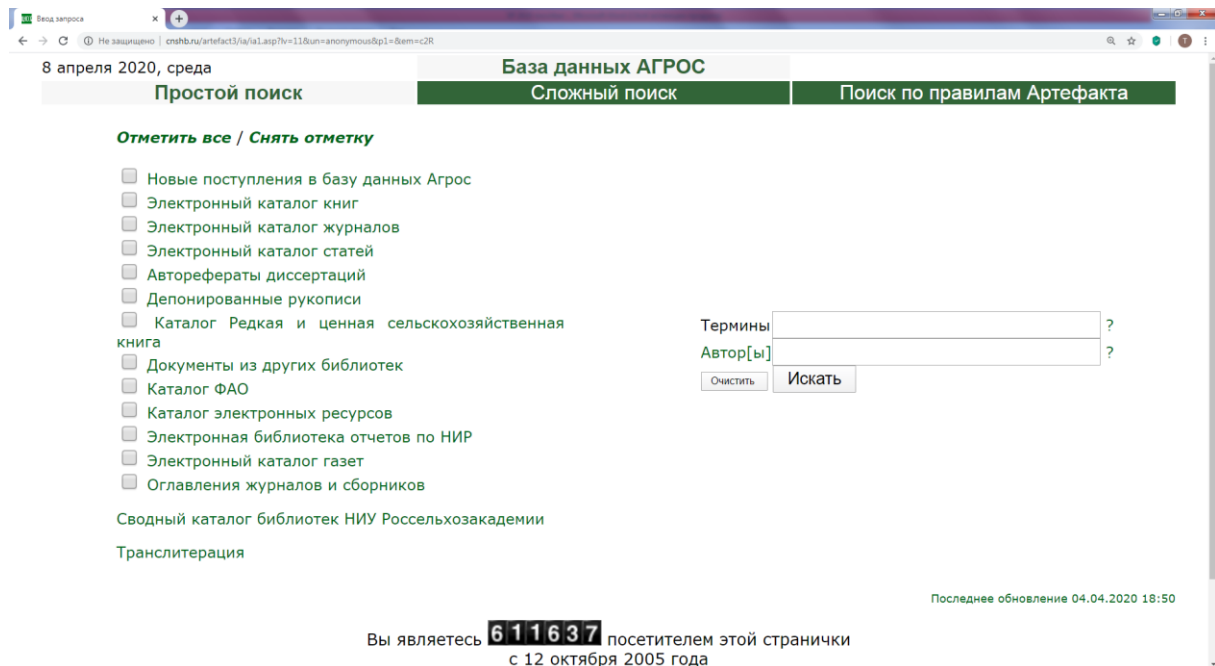 Ввод запроса
Не защищено | cnshb.ru/artefact3/ia/ia1.asp?lv=11&un=anonymous&p1=&em=c2R
8 апреля 2020, среда
База данных АГРОС
Простой поиск
Сложный поиск
Поиск по правилам Артефакта
Отметить все / Снять отметку
Новые поступления в базу данных Агрос
Электронный каталог книг
Электронный каталог журналов
Электронный каталог статей
Авторефераты диссертаций
Депонированные рукописи
Каталог Редкая и ценная сельскохозяйственная
книга
Документы из других библиотек
Каталог ФАО
Каталог электронных ресурсов
Электронная библиотека отчетов по НИР
Электронный каталог газет
Оглавления журналов и сборников
Термины ?
Автор[ы] ?
Очистить Искать
Сводный каталог библиотек НИУ Россельхозакадемии
Транслитерация
Последнее обновление 04.04.2020 18:50
Вы являетесь 611637 посетителем этой странички
с 12 октября 2005 года